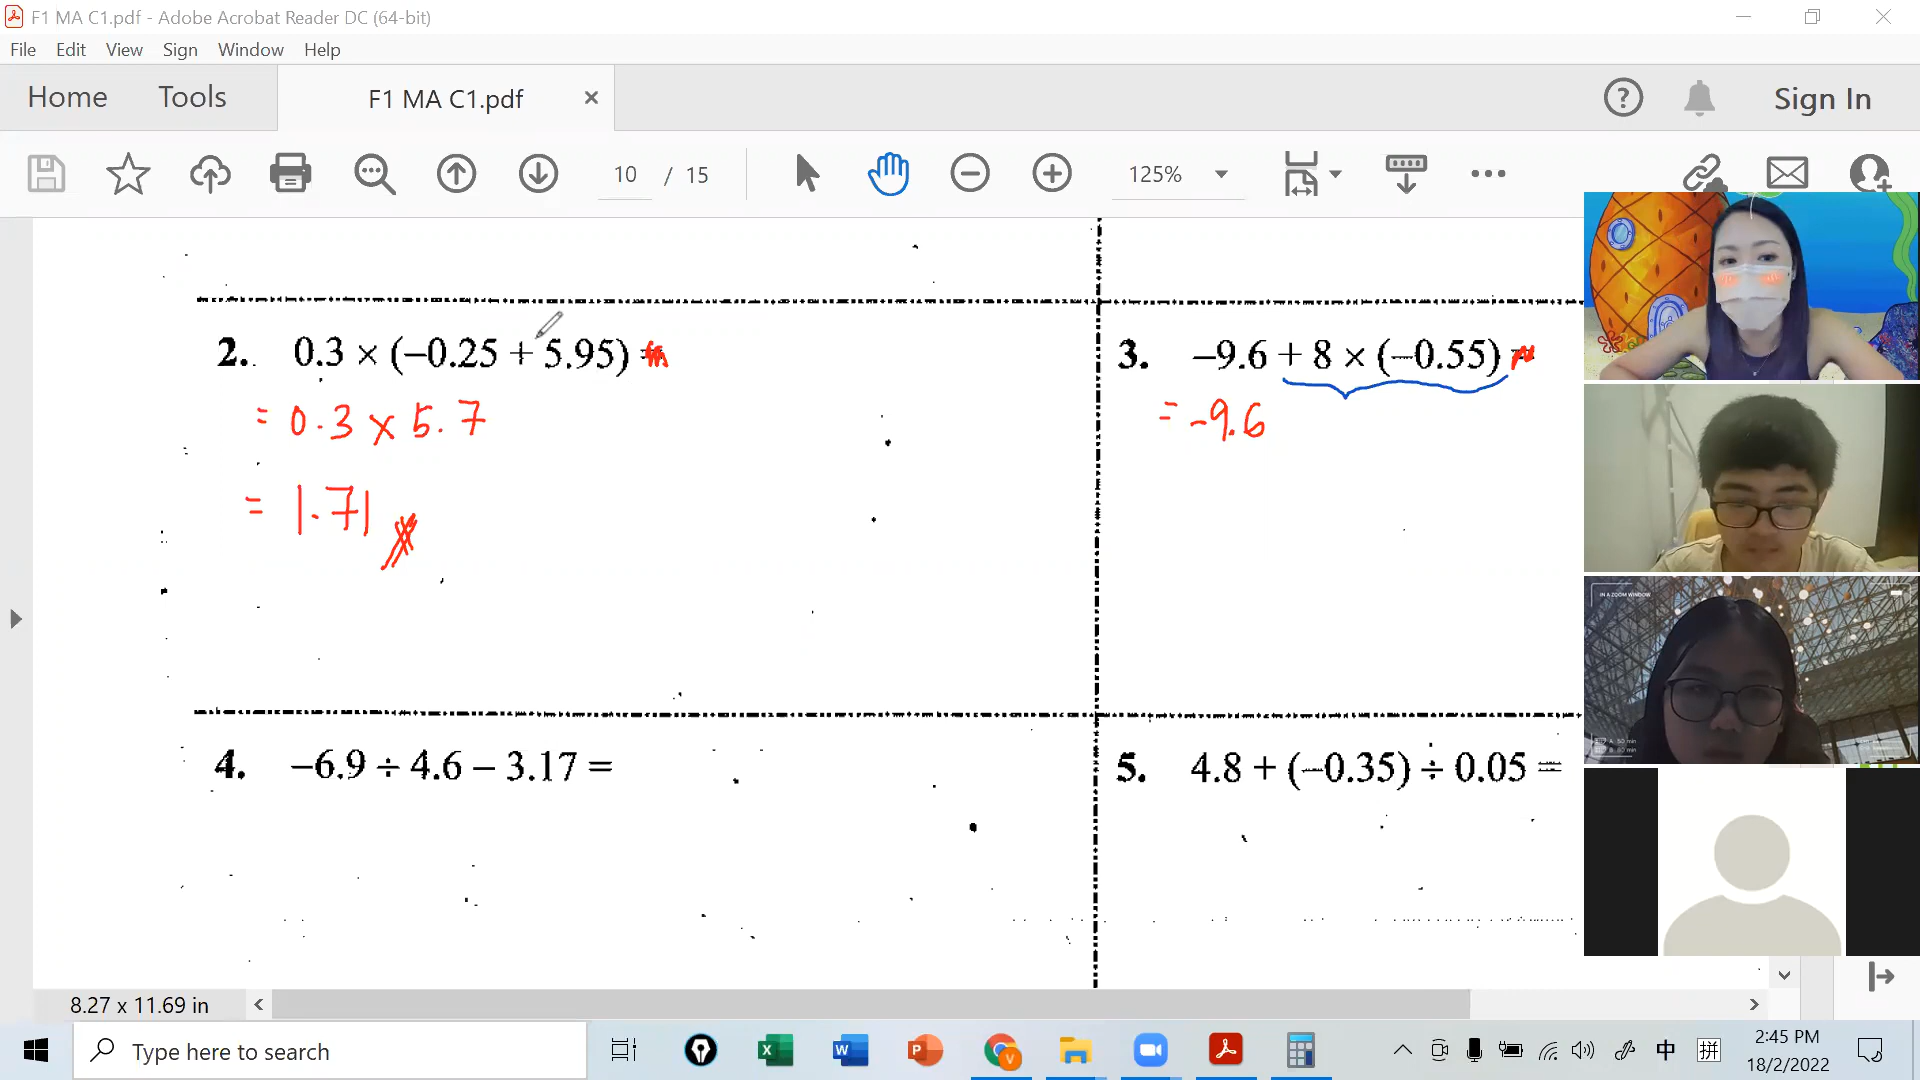 F1 MA C1.pdf - Adobe Acrobat Reader DC (64-bit)
File Edit View Sign Window Help
Home Tools F1 MA C1.pdf × Sign In
10 / 15 125%
2. 0.3 × (−0.25 + 5.95) =
= 0.3 × 5.7
= 1.71
3. −9.6 + 8 × (−0.55) =
= -9.6
4. −6.9 ÷ 4.6 − 3.17 =
5. 4.8 + (−0.35) ÷ 0.05 =
IN A ZOOM WINDOW
8.27 x 11.69 in
Type here to search
中 拼 2:45 PM
18/2/2022